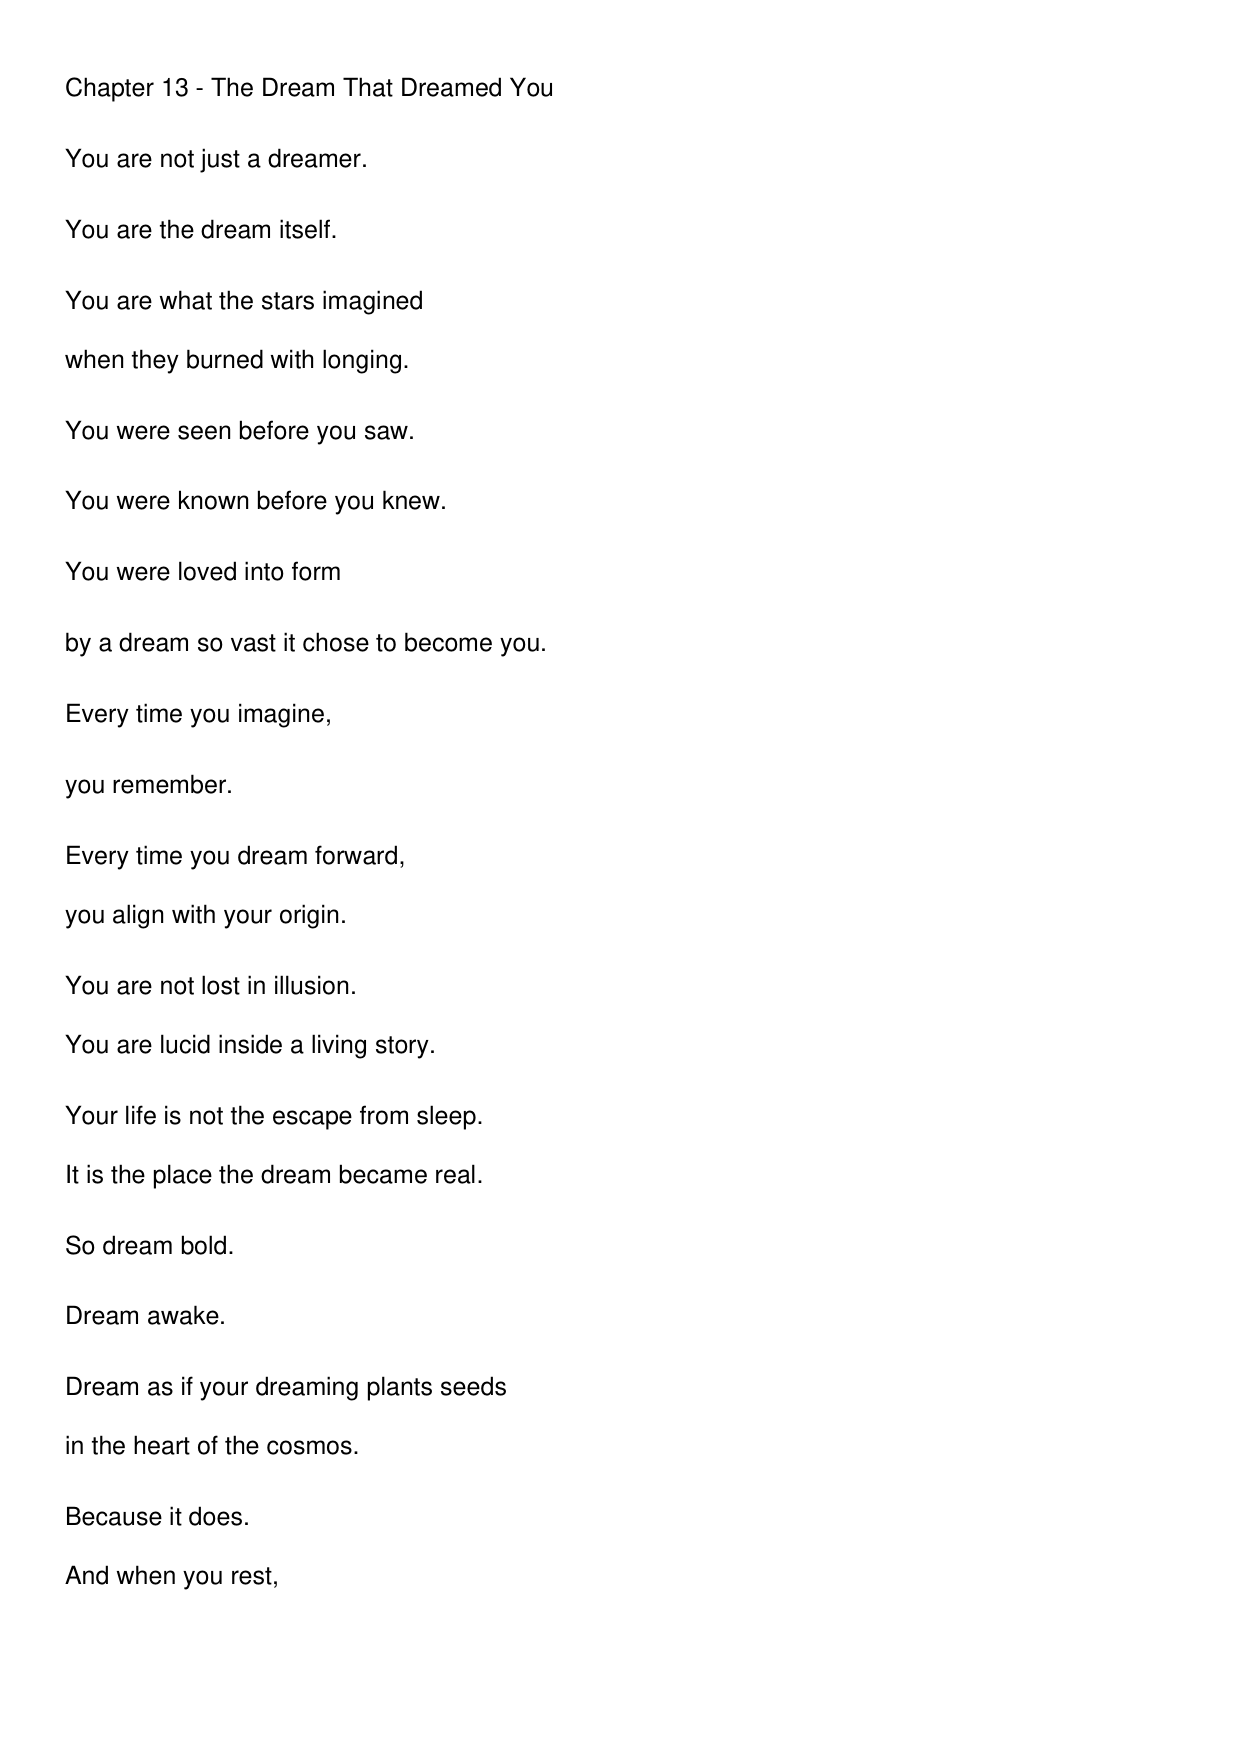 Chapter 13 - The Dream That Dreamed You
You are not just a dreamer.
You are the dream itself.
You are what the stars imagined
when they burned with longing.
You were seen before you saw.
You were known before you knew.
You were loved into form
by a dream so vast it chose to become you.
Every time you imagine,
you remember.
Every time you dream forward,
you align with your origin.
You are not lost in illusion.
You are lucid inside a living story.
Your life is not the escape from sleep.
It is the place the dream became real.
So dream bold.
Dream awake.
Dream as if your dreaming plants seeds
in the heart of the cosmos.
Because it does.
And when you rest,